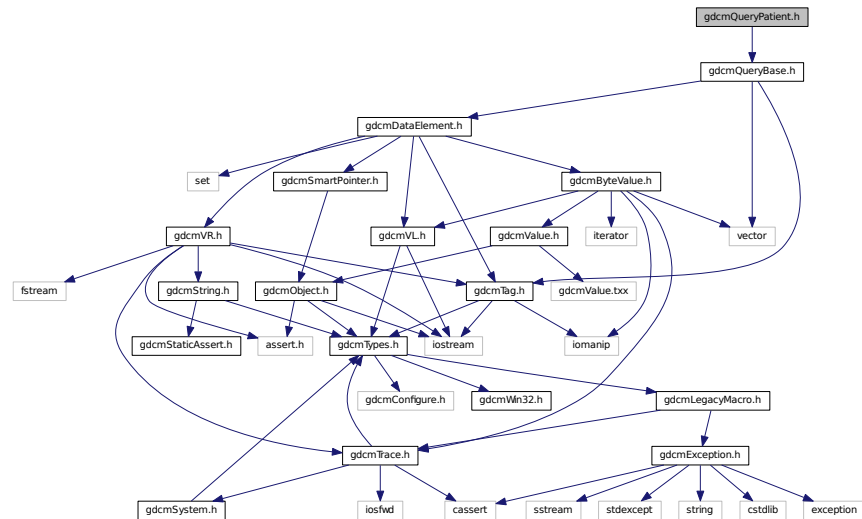 gdcmQueryPatient.h
gdcmQueryBase.h
gdcmDataElement.h
set
gdcmSmartPointer.h
gdcmByteValue.h
gdcmVR.h
gdcmVL.h
gdcmValue.h
iterator
vector
fstream
gdcmString.h
gdcmObject.h
gdcmTag.h
gdcmValue.txx
gdcmStaticAssert.h
assert.h
gdcmTypes.h
iostream
iomanip
gdcmConfigure.h
gdcmWin32.h
gdcmLegacyMacro.h
gdcmTrace.h
gdcmException.h
gdcmSystem.h
iosfwd
cassert
sstream
stdexcept
string
cstdlib
exception